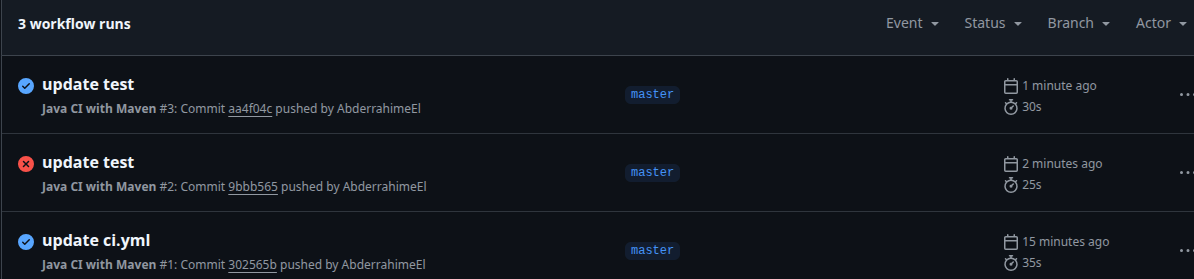 3 workflow runs Event Status Branch Actor
update test
Java CI with Maven #3: Commit aa4f04c pushed by AbderrahimeEl
master
1 minute ago
30s
update test
Java CI with Maven #2: Commit 9bbb565 pushed by AbderrahimeEl
master
2 minutes ago
25s
update ci.yml
Java CI with Maven #1: Commit 302565b pushed by AbderrahimeEl
master
15 minutes ago
35s